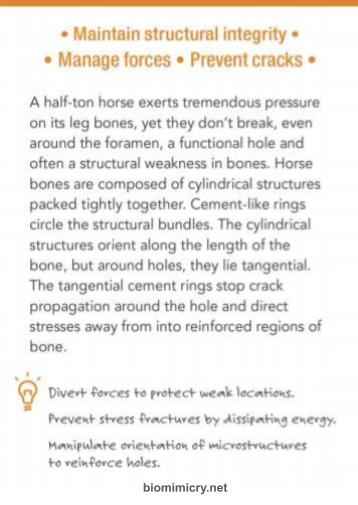 • Maintain structural integrity •
• Manage forces • Prevent cracks •
A half-ton horse exerts tremendous pressure
on its leg bones, yet they don't break, even
around the foramen, a functional hole and
often a structural weakness in bones. Horse
bones are composed of cylindrical structures
packed tightly together. Cement-like rings
circle the structural bundles. The cylindrical
structures orient along the length of the
bone, but around holes, they lie tangential.
The tangential cement rings stop crack
propagation around the hole and direct
stresses away from into reinforced regions of
bone.
Divert forces to protect weak locations.
Prevent stress fractures by dissipating energy.
Manipulate orientation of microstructures
to reinforce holes.
biomimicry.net